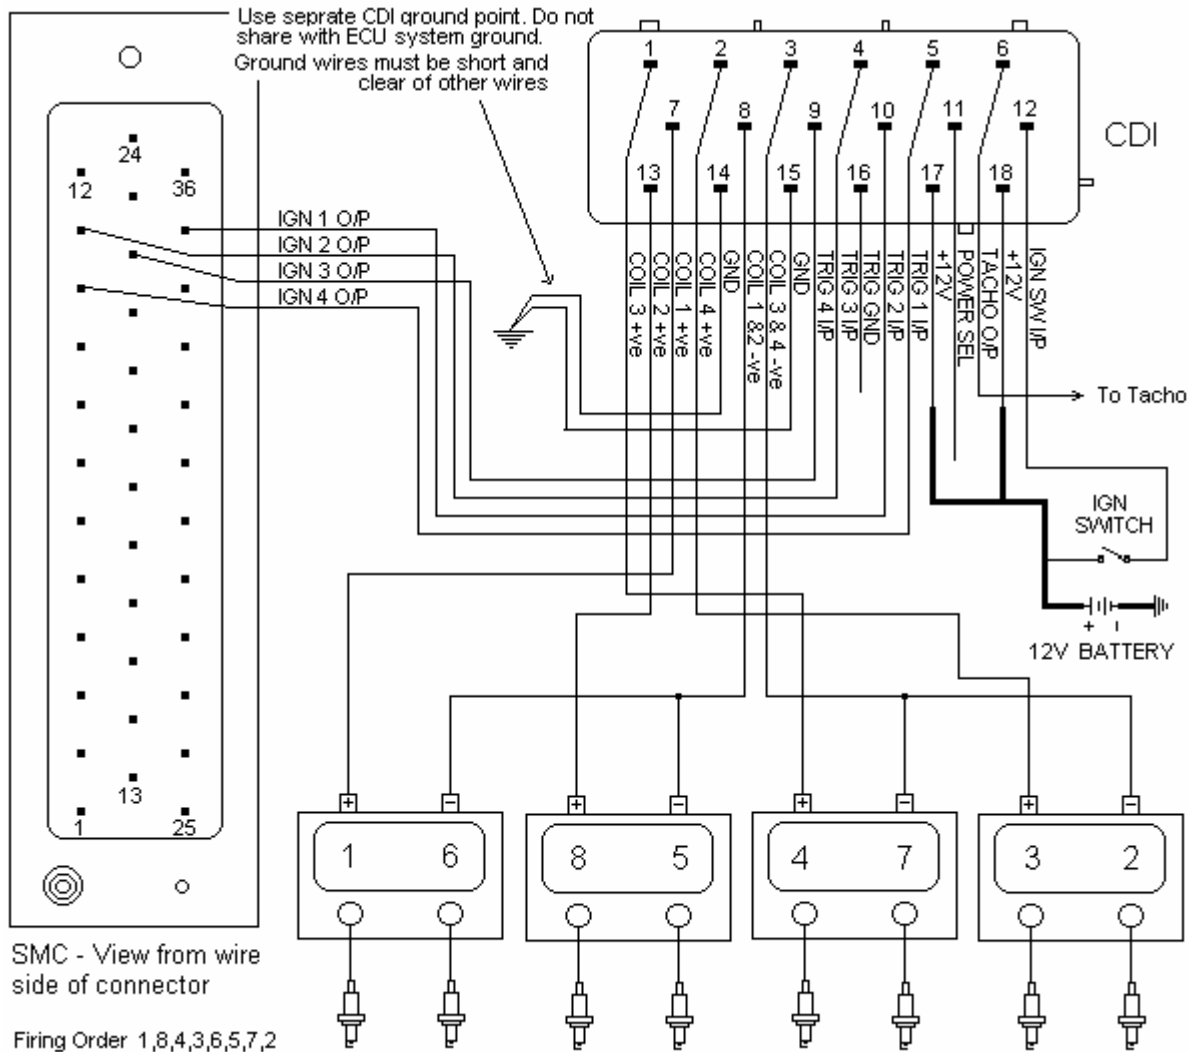 Use seprate CDI ground point. Do not
share with ECU system ground.
Ground wires must be short and
clear of other wires
1
2
3
4
5
6
7
8
9
10
11
12
13
14
15
16
17
18
CDI
24
12
36
IGN 1 O/P
IGN 2 O/P
IGN 3 O/P
IGN 4 O/P
COIL 3 +ve
COIL 2 +ve
COIL 1 +ve
COIL 4 +ve
GND
COIL 1 &2 -ve
COIL 3 & 4 -ve
GND
TRIG 4 I/P
TRIG 3 I/P
TRIG GND
TRIG 2 I/P
TRIG 1 I/P
+12V
POWER SEL
TACHO O/P
+12V
IGN SW I/P
To Tacho
IGN
SWITCH
+ -
12V BATTERY
13
1
25
+ -
+ -
+ -
+ -
1 6
8 5
4 7
3 2
SMC - View from wire
side of connector
Firing Order 1,8,4,3,6,5,7,2